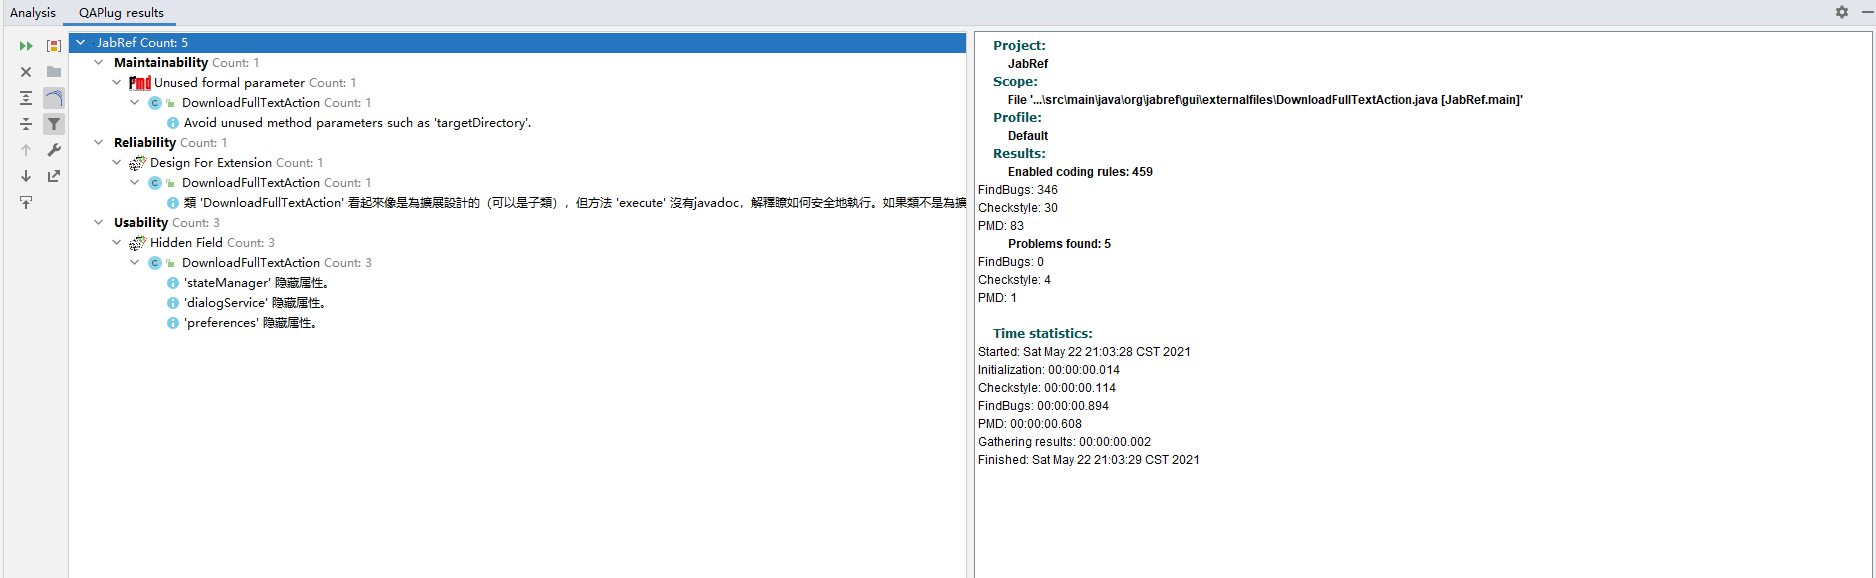 Analysis QAPlug results
JabRef Count: 5
Maintainability Count: 1
pmd Unused formal parameter Count: 1
C DownloadFullTextAction Count: 1
Avoid unused method parameters such as 'targetDirectory'.
Reliability Count: 1
Design For Extension Count: 1
C DownloadFullTextAction Count: 1
類 'DownloadFullTextAction' 看起來像是為擴展設計的（可以是子類），但方法 'execute' 沒有javadoc，解釋瞭如何安全地執行。如果類不是為擴
Usability Count: 3
Hidden Field Count: 3
C DownloadFullTextAction Count: 3
'stateManager' 隐藏属性。
'dialogService' 隐藏属性。
'preferences' 隐藏属性。
Project:
JabRef
Scope:
File '...\src\main\java\org\jabref\gui\externalfiles\DownloadFullTextAction.java [JabRef.main]'
Profile:
Default
Results:
Enabled coding rules: 459
FindBugs: 346
Checkstyle: 30
PMD: 83
Problems found: 5
FindBugs: 0
Checkstyle: 4
PMD: 1
Time statistics:
Started: Sat May 22 21:03:28 CST 2021
Initialization: 00:00:00.014
Checkstyle: 00:00:00.114
FindBugs: 00:00:00.894
PMD: 00:00:00.608
Gathering results: 00:00:00.002
Finished: Sat May 22 21:03:29 CST 2021